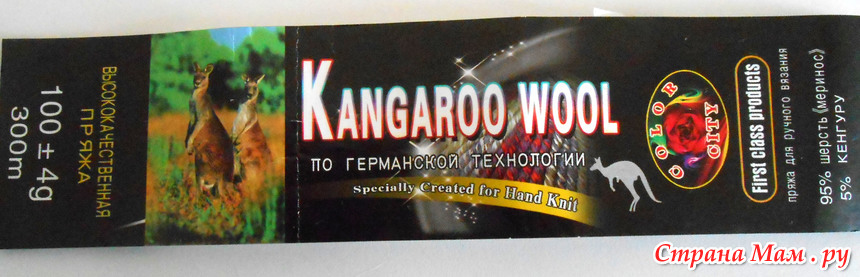 ВЫСОКОКАЧЕСТВЕННАЯ
ПРЯЖА
100 ± 4g
300m
KANGAROO WOOL
ПО ГЕРМАНСКОЙ ТЕХНОЛОГИИ
Specially Created for Hand Knit
COLOR
CITY
First Class products
пряжа для ручного вязания
95% шерсть《меринос》
5% КЕНГУРУ
Страна Мам.ру